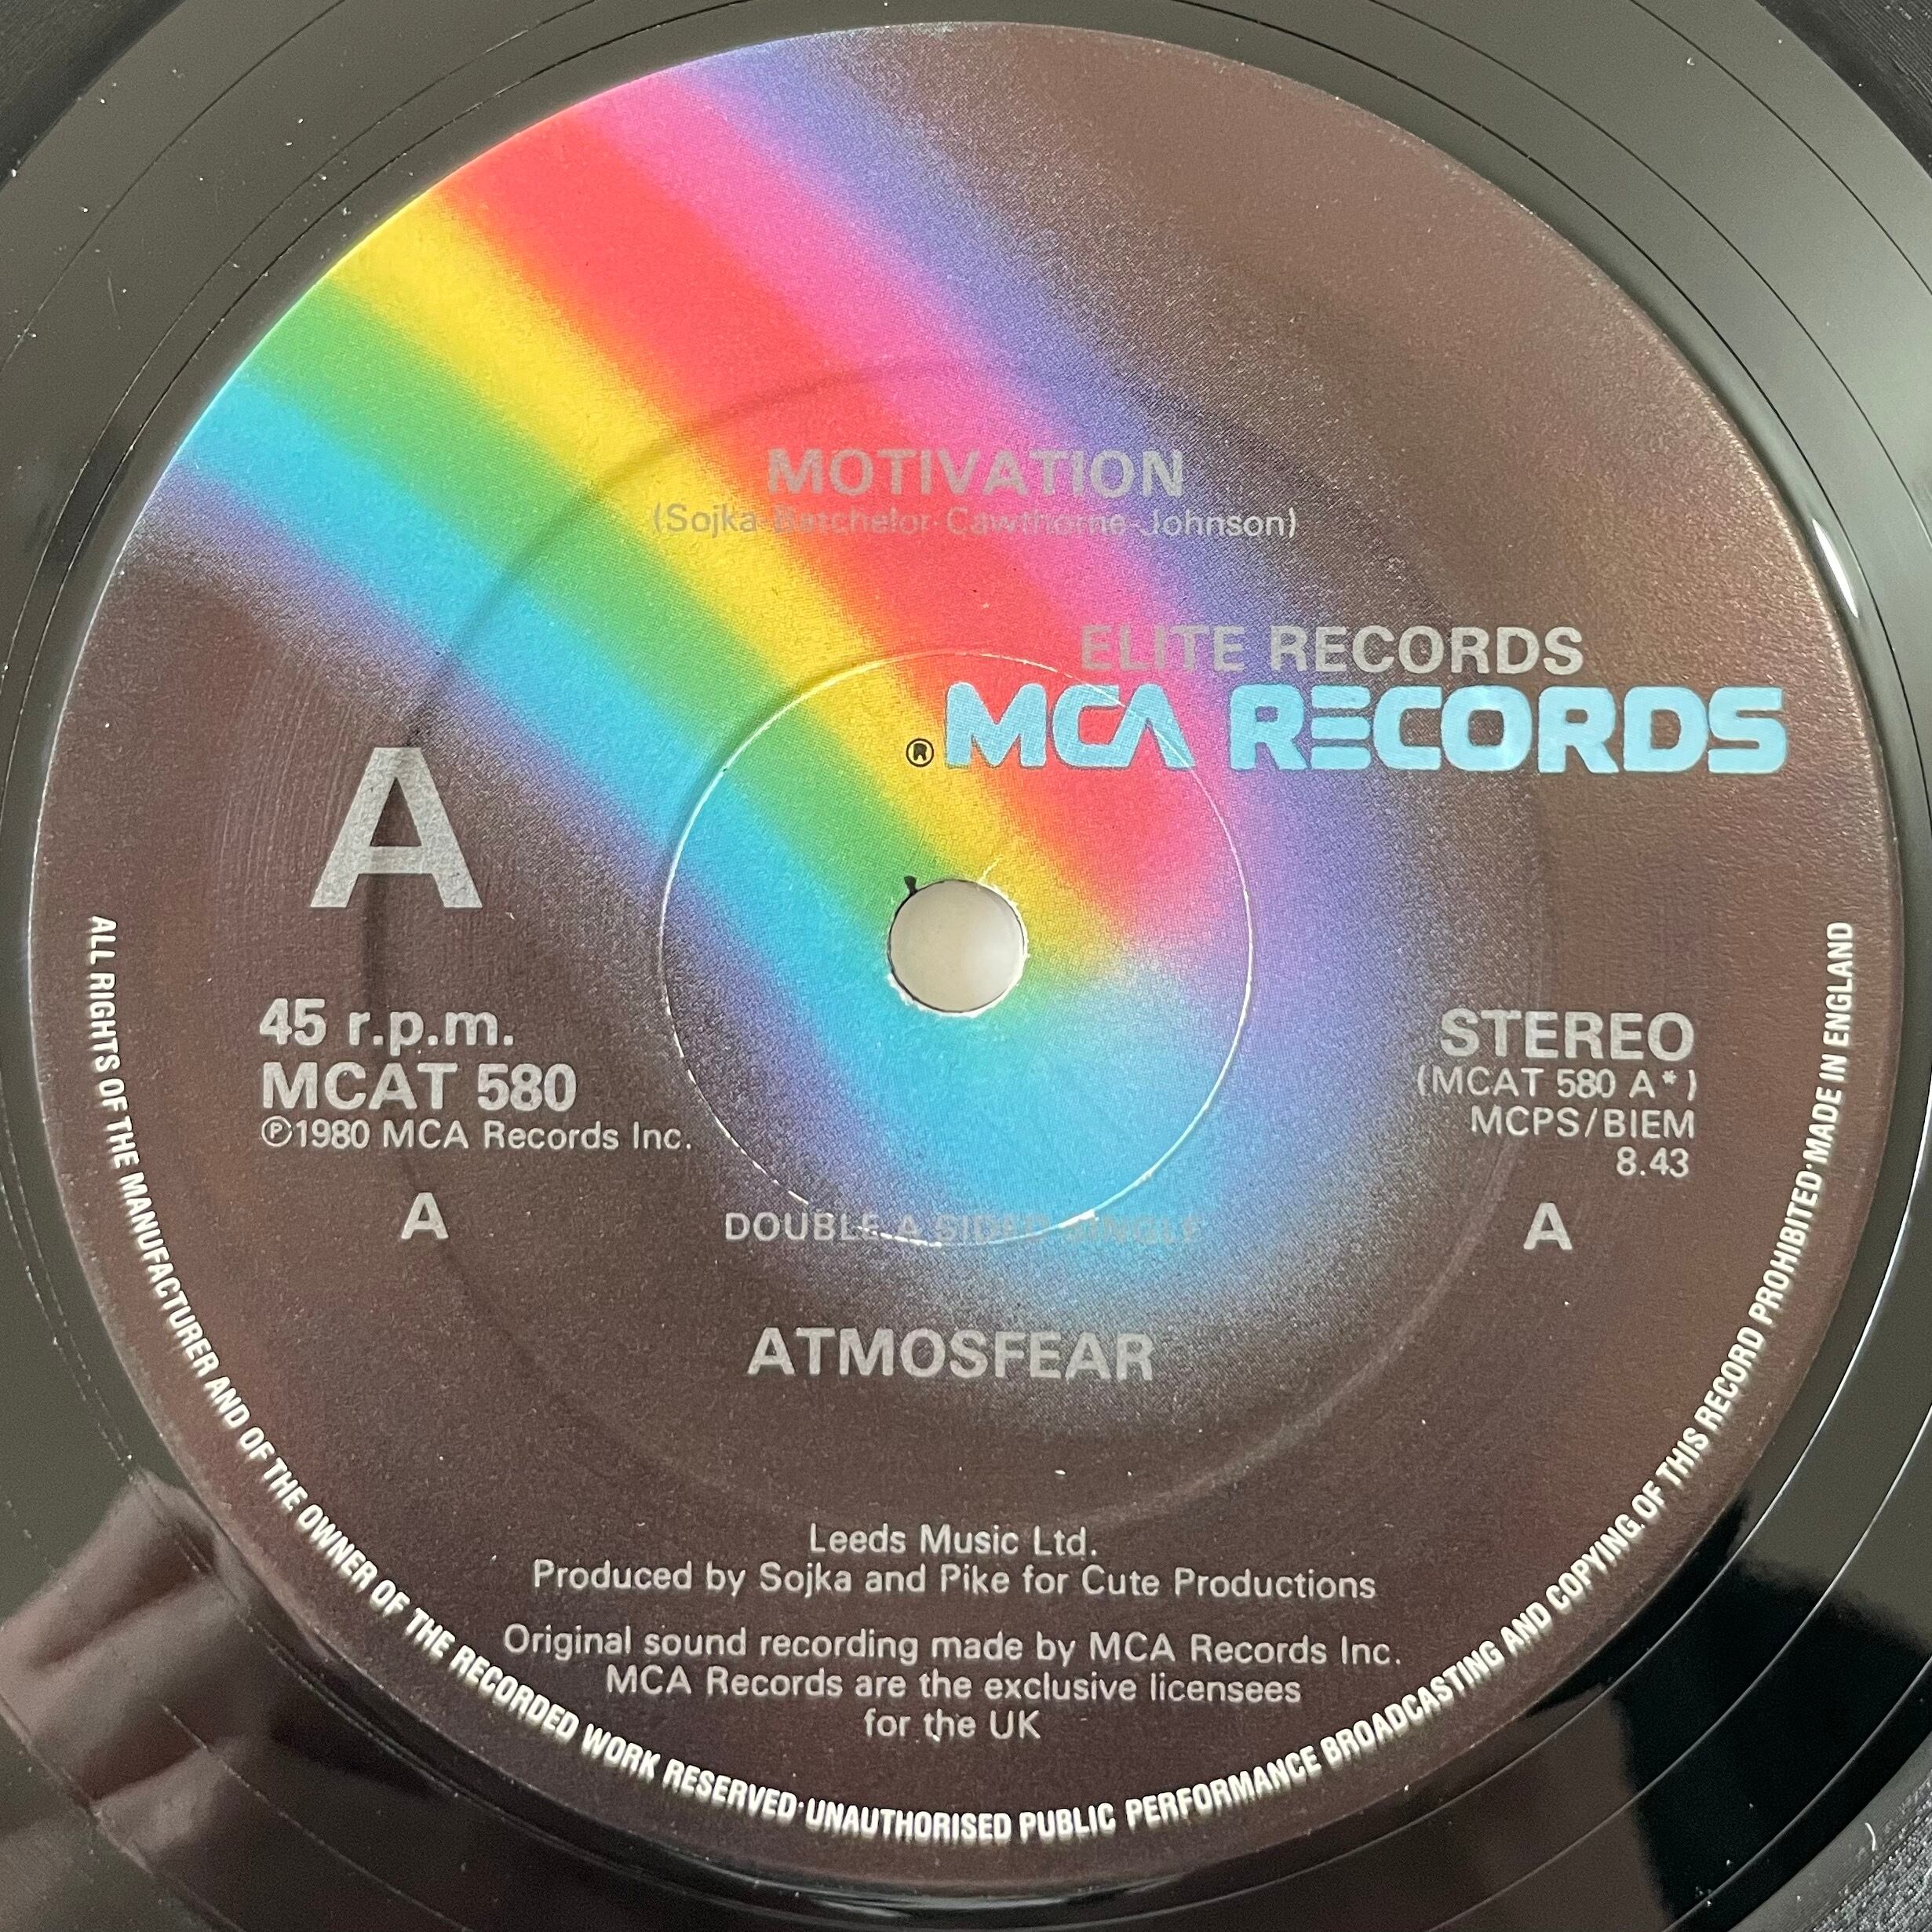 MOTIVATION
(Sojka-Batchelor-Cawthorne-Johnson)
ELITE RECORDS
® MCA RECORDS
A
45 r.p.m.
MCAT 580
℗1980 MCA Records Inc.
STEREO
(MCAT 580 A*)
MCPS/BIEM
8.43
A
DOUBLE A SIDED SINGLE
A
ATMOSFEAR
Leeds Music Ltd.
Produced by Sojka and Pike for Cute Productions
Original sound recording made by MCA Records Inc.
MCA Records are the exclusive licensees
for the UK
ALL RIGHTS OF THE MANUFACTURER AND OF THE OWNER OF THE RECORDED WORK RESERVED·UNAUTHORISED PUBLIC PERFORMANCE BROADCASTING AND COPYING OF THIS RECORD PROHIBITED·MADE IN ENGLAND